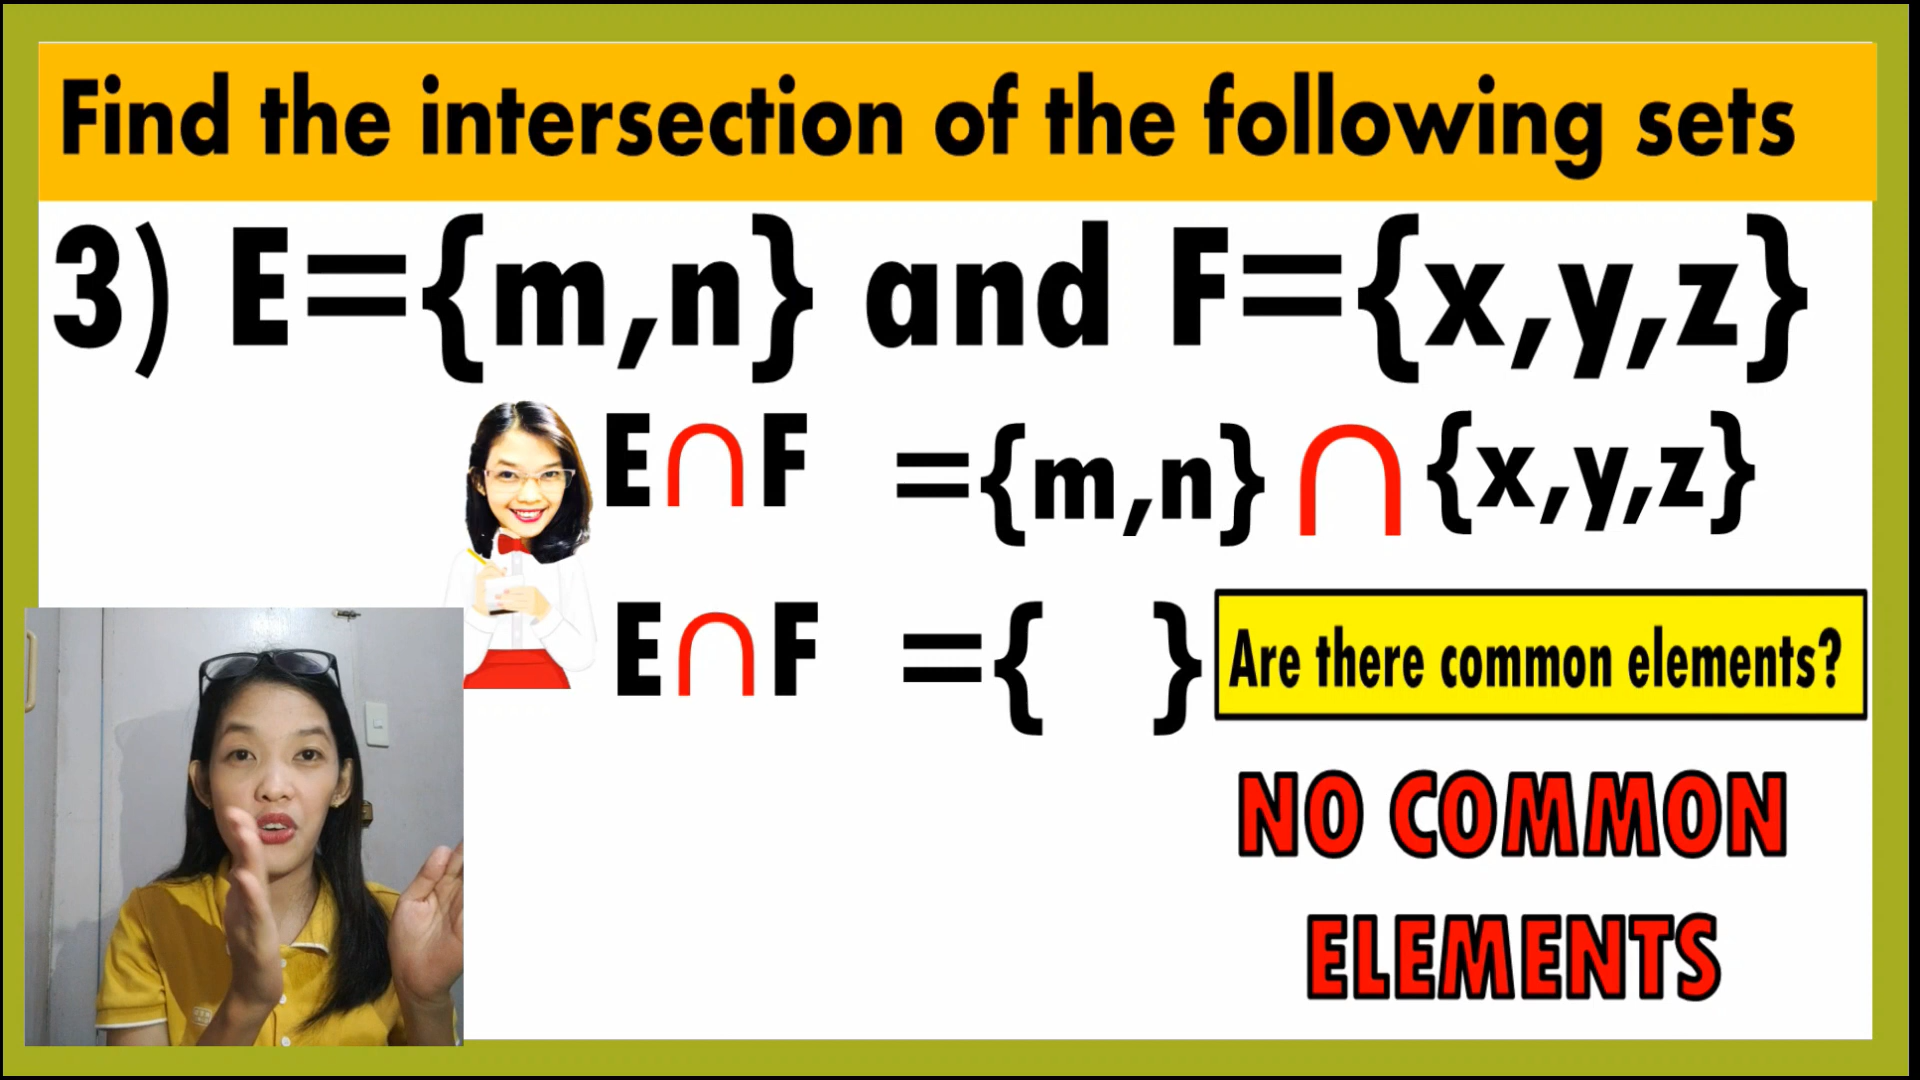 Find the intersection of the following sets
3) E={m,n} and F={x,y,z}
E∩F ={m,n} ∩ {x,y,z}
E∩F ={ } Are there common elements?
NO COMMON
ELEMENTS